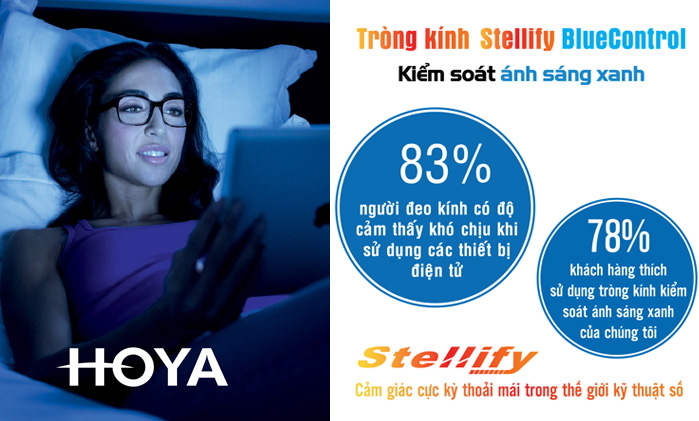 HOYA
Tròng kính Stellify BlueControl
Kiểm soát ánh sáng xanh
83%
người đeo kính có độ
cảm thấy khó chịu khi
sử dụng các thiết bị
điện tử
78%
khách hàng thích
sử dụng tròng kính kiểm
soát ánh sáng xanh
của chúng tôi
Stellify
Cảm giác cực kỳ thoải mái trong thế giới kỹ thuật số